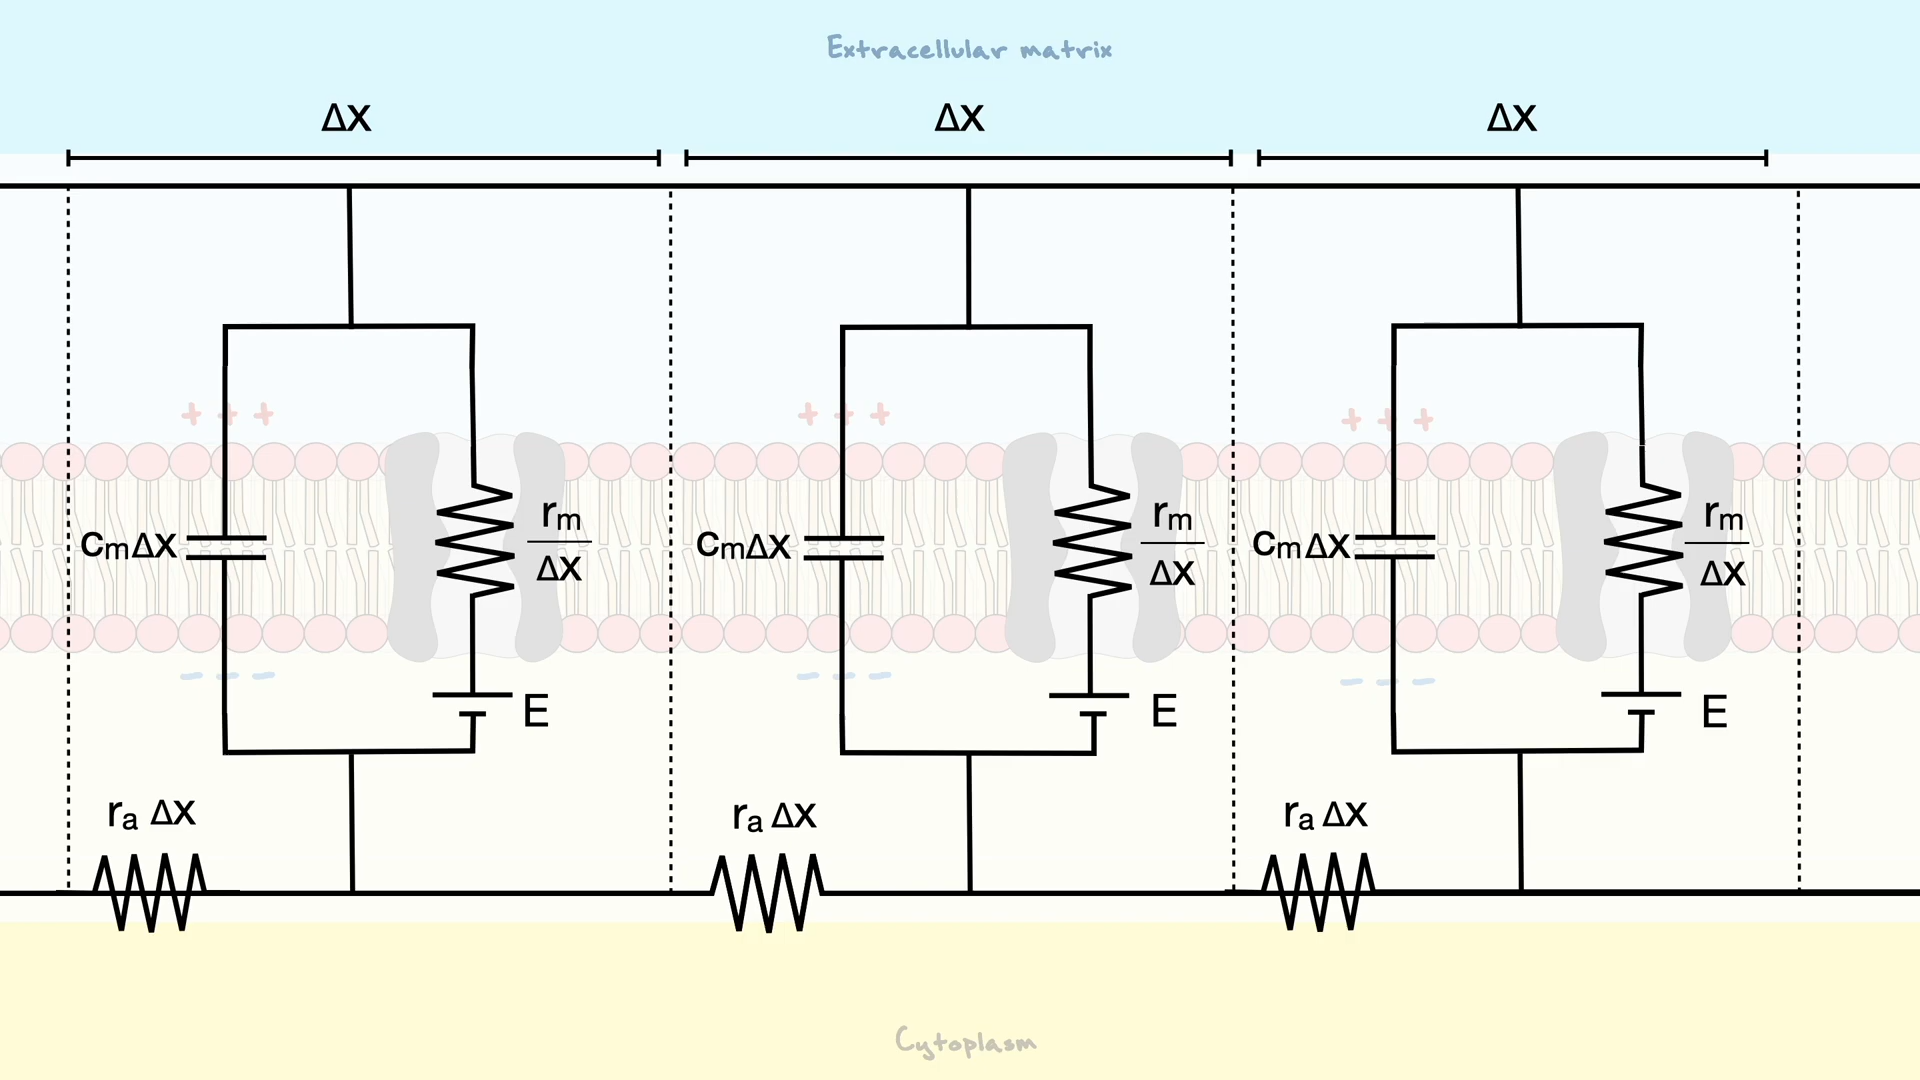 Extracellular matrix
Δx Δx Δx
+ + + + + + + + +
cmΔx rm/Δx cmΔx rm/Δx cmΔx rm/Δx
E E E
ra Δx ra Δx ra Δx
Cytoplasm